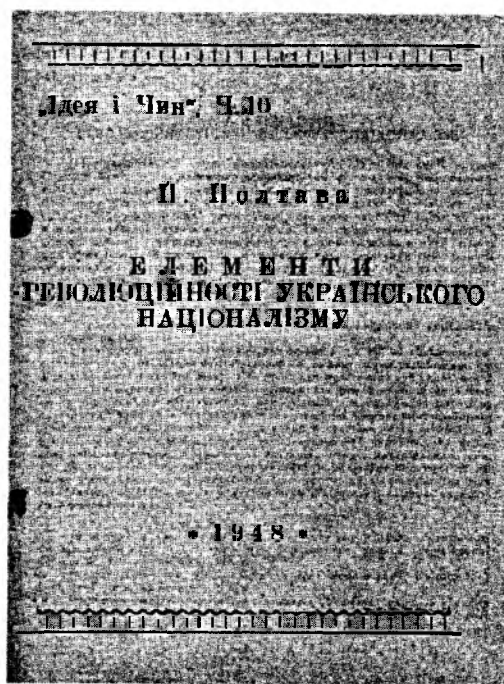 „Ідея і Чин“, Ч.10
П. Полтава
ЕЛЕМЕНТИ
РЕВОЛЮЦІЙНОСТІ УКРАЇНСЬКОГО
НАЦІОНАЛІЗМУ
• 1948 •